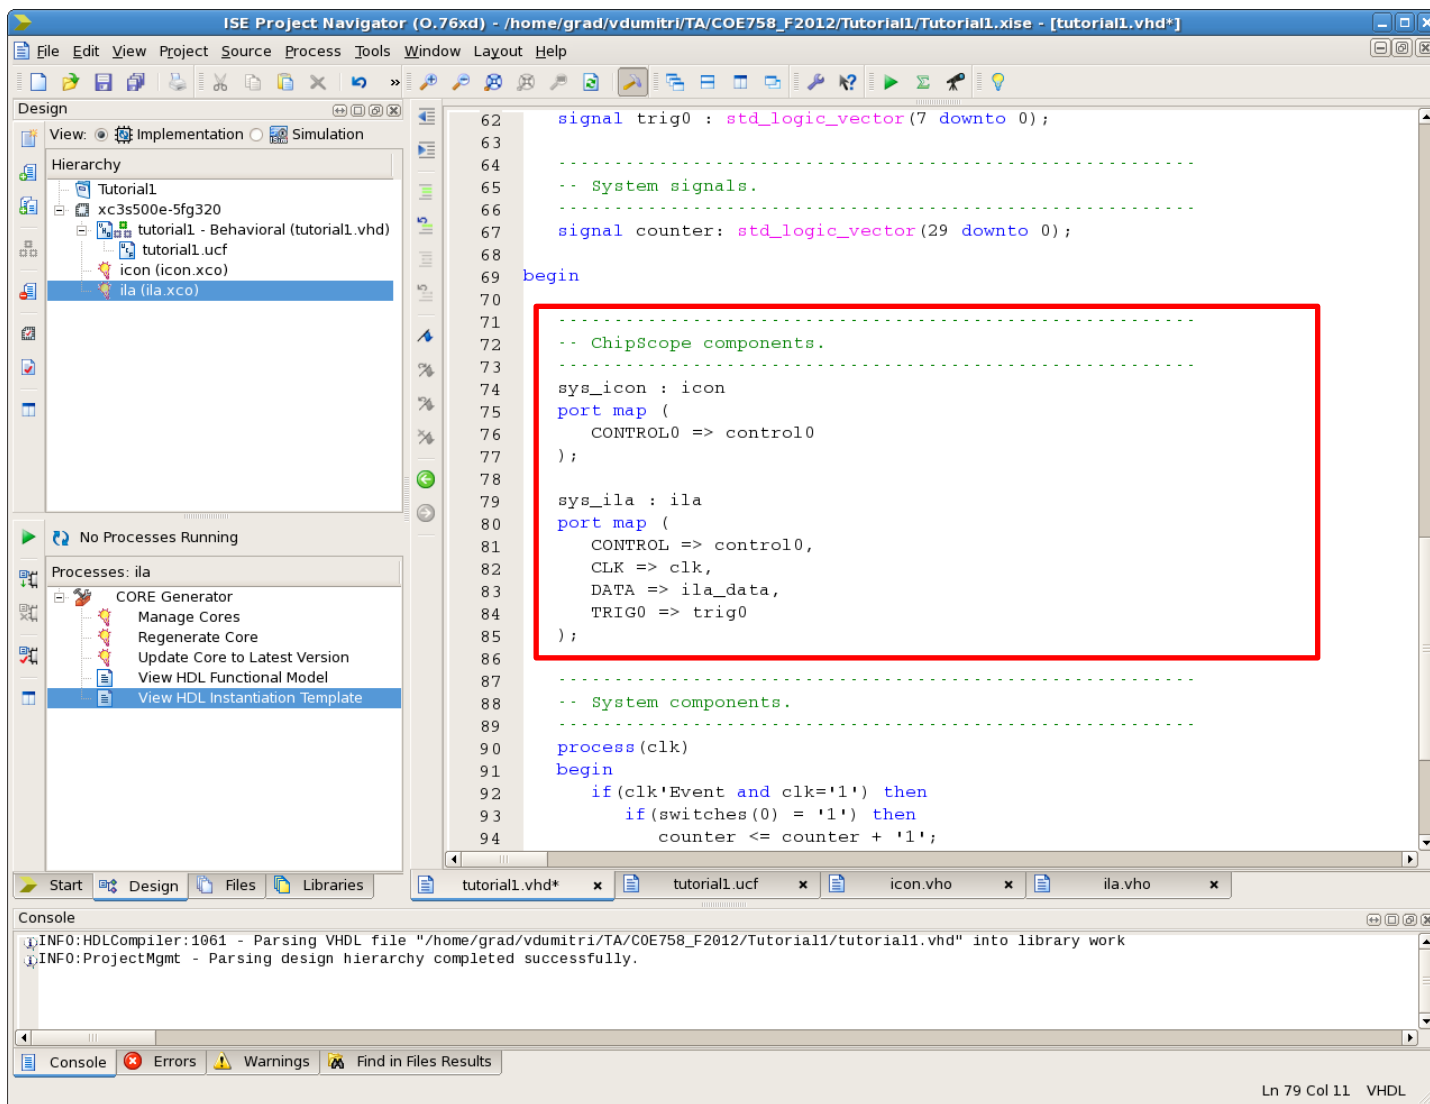 ISE Project Navigator (O.76xd) - /home/grad/vdumitri/TA/COE758_F2012/Tutorial1/Tutorial1.xise - [tutorial1.vhd*]
File Edit View Project Source Process Tools Window Layout Help
Design
View: Implementation Simulation
Hierarchy
Tutorial1
xc3s500e-5fg320
tutorial1 - Behavioral (tutorial1.vhd)
tutorial1.ucf
icon (icon.xco)
ila (ila.xco)
No Processes Running
Processes: ila
CORE Generator
Manage Cores
Regenerate Core
Update Core to Latest Version
View HDL Functional Model
View HDL Instantiation Template
Start Design Files Libraries
62 signal trig0 : std_logic_vector(7 downto 0);
63
64 ---------------------------------------------------------
65 -- System signals.
66 ---------------------------------------------------------
67 signal counter: std_logic_vector(29 downto 0);
68
69 begin
70
71 ---------------------------------------------------------
72 -- ChipScope components.
73 ---------------------------------------------------------
74 sys_icon : icon
75 port map (
76 CONTROL0 => control0
77 );
78
79 sys_ila : ila
80 port map (
81 CONTROL => control0,
82 CLK => clk,
83 DATA => ila_data,
84 TRIG0 => trig0
85 );
86
87 ---------------------------------------------------------
88 -- System components.
89 ---------------------------------------------------------
90 process(clk)
91 begin
92 if(clk'Event and clk='1') then
93 if(switches(0) = '1') then
94 counter <= counter + '1';
tutorial1.vhd* tutorial1.ucf icon.vho ila.vho
Console
INFO:HDLCompiler:1061 - Parsing VHDL file "/home/grad/vdumitri/TA/COE758_F2012/Tutorial1/tutorial1.vhd" into library work
INFO:ProjectMgmt - Parsing design hierarchy completed successfully.
Console Errors Warnings Find in Files Results
Ln 79 Col 11 VHDL